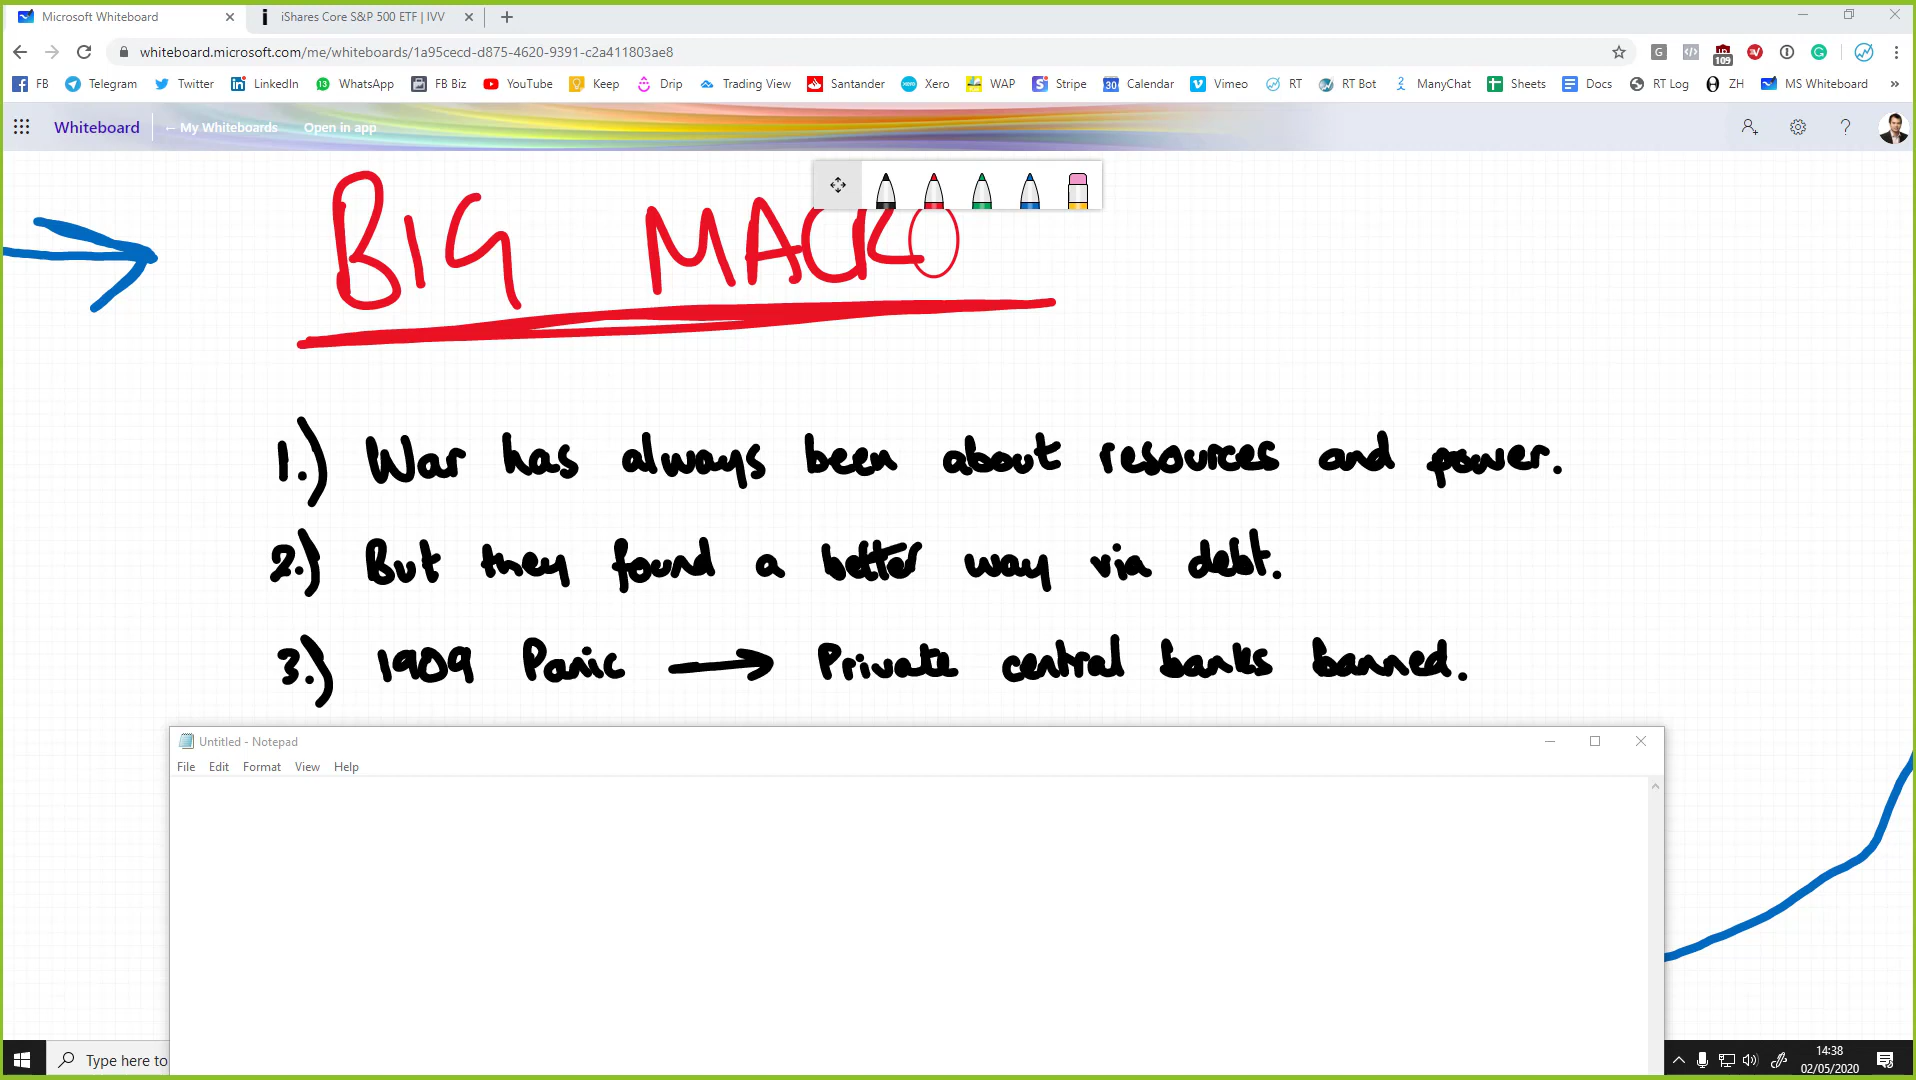 Microsoft Whiteboard
iShares Core S&P 500 ETF | IVV
whiteboard.microsoft.com/me/whiteboards/1a95cecd-d875-4620-9391-c2a411803ae8
109
FB Telegram Twitter LinkedIn 13 WhatsApp FB Biz YouTube Keep Drip Trading View Santander xero Xero WAP Stripe 30 Calendar Vimeo RT RT Bot ManyChat Sheets Docs RT Log ZH MS Whiteboard »
Whiteboard ← My Whiteboards Open in app
BIG MACRO
1.) War has always been about resources and power.
2.) But they found a better way via debt.
3.) 1909 Panic → Private central banks banned.
Untitled - Notepad
File Edit Format View Help
Type here to
14:38
02/05/2020